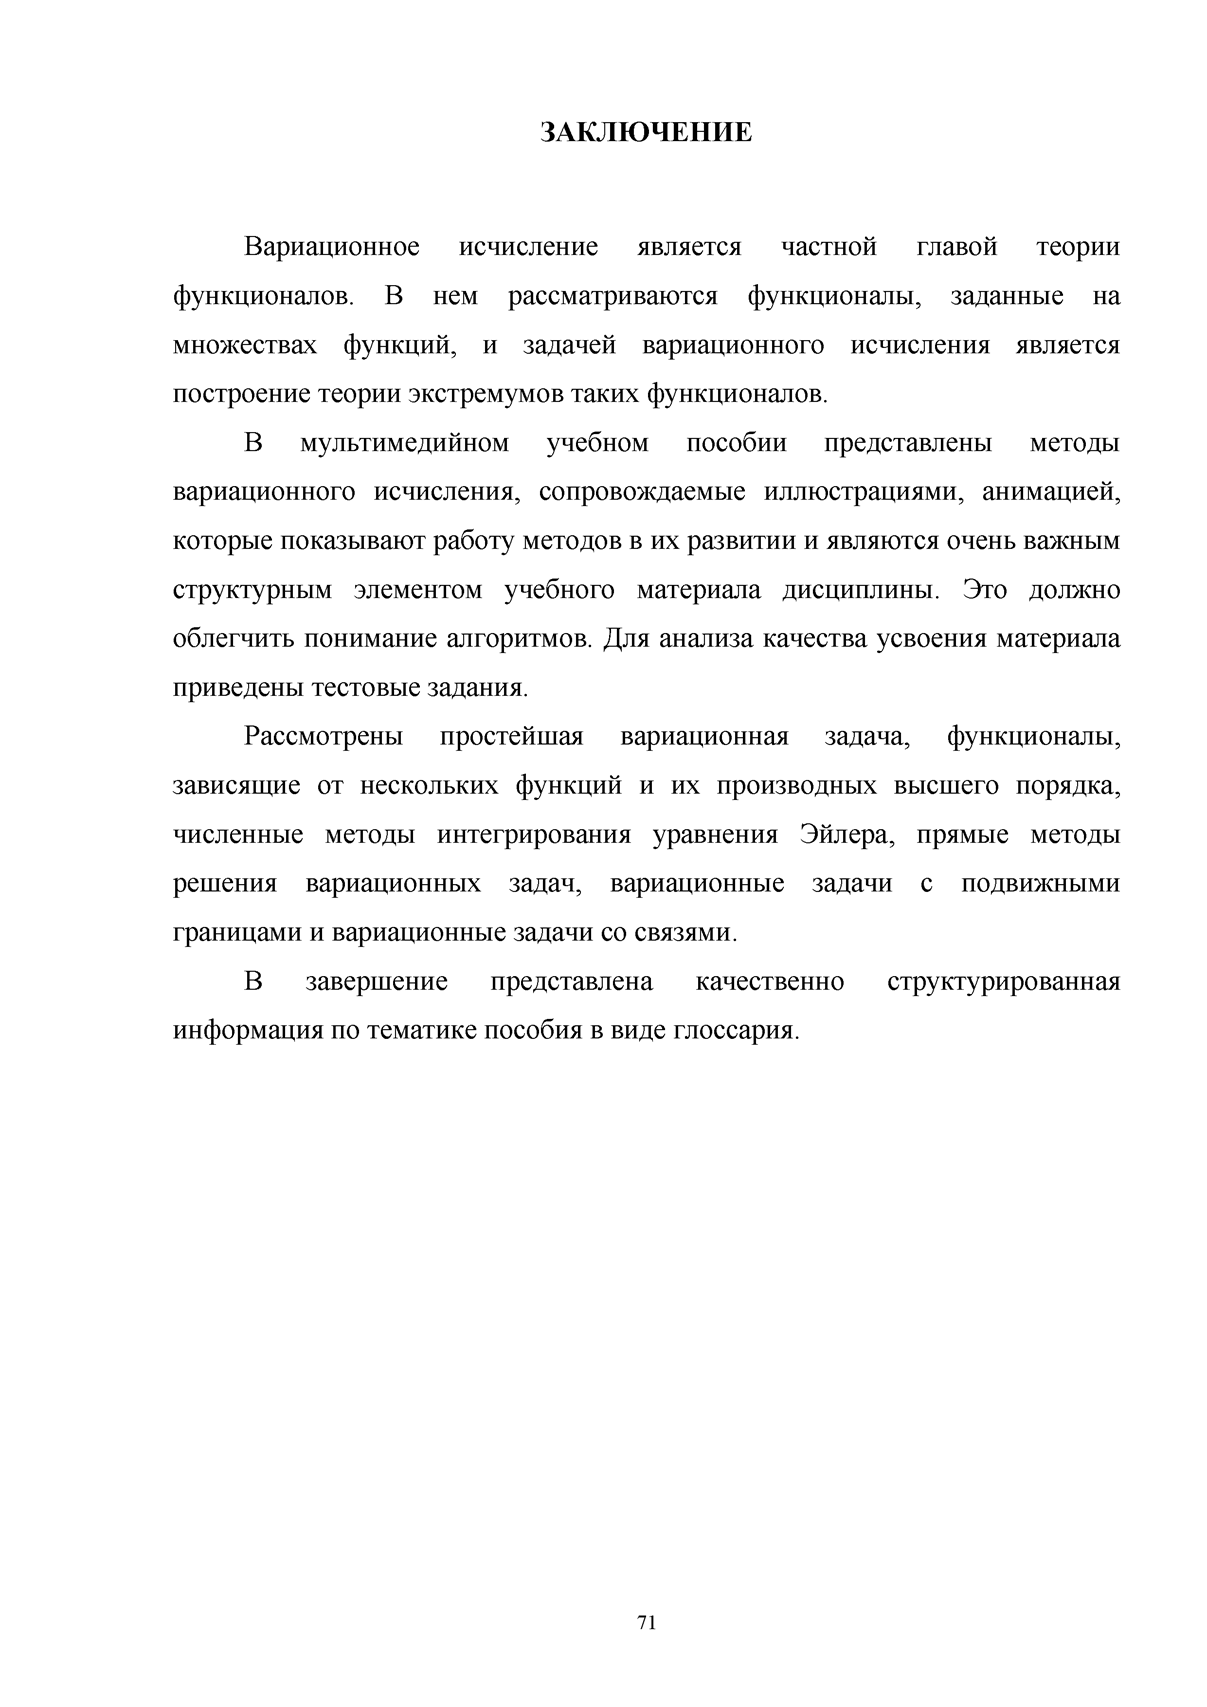 ЗАКЛЮЧЕНИЕ
Вариационное исчисление является частной главой теории
функционалов. В нем рассматриваются функционалы, заданные на
множествах функций, и задачей вариационного исчисления является
построение теории экстремумов таких функционалов.
В мультимедийном учебном пособии представлены методы
вариационного исчисления, сопровождаемые иллюстрациями, анимацией,
которые показывают работу методов в их развитии и являются очень важным
структурным элементом учебного материала дисциплины. Это должно
облегчить понимание алгоритмов. Для анализа качества усвоения материала
приведены тестовые задания.
Рассмотрены простейшая вариационная задача, функционалы,
зависящие от нескольких функций и их производных высшего порядка,
численные методы интегрирования уравнения Эйлера, прямые методы
решения вариационных задач, вариационные задачи с подвижными
границами и вариационные задачи со связями.
В завершение представлена качественно структурированная
информация по тематике пособия в виде глоссария.
71